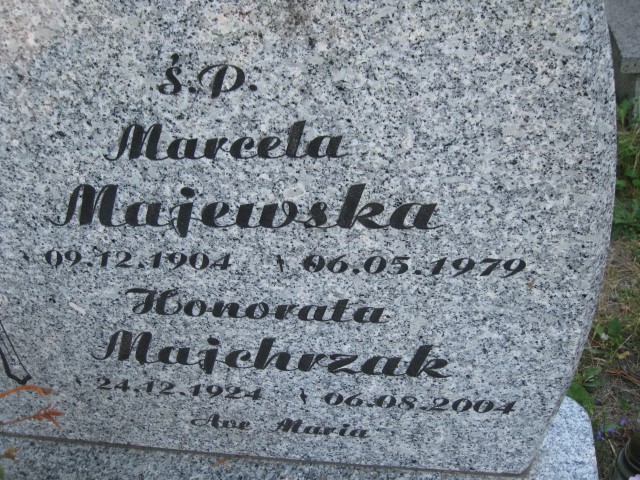 ś.p.
Marcela
Majewska
09.12.1904 06.05.1979
Honorata
Majchrzak
24.12.1924 06.08.2004
Ave Maria